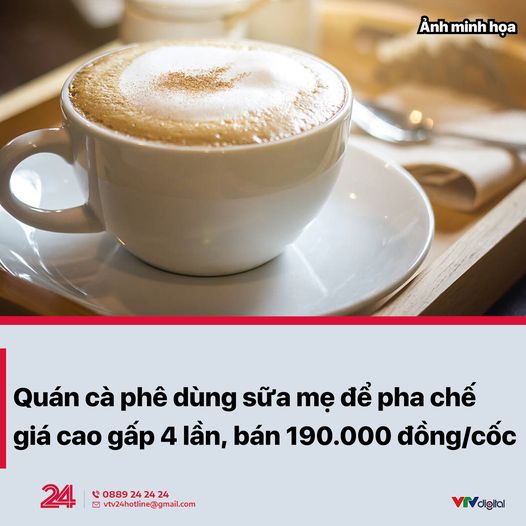 Ảnh minh họa
Quán cà phê dùng sữa mẹ để pha chế
giá cao gấp 4 lần, bán 190.000 đồng/cốc
24
0889 24 24 24
vtv24hotline@gmail.com
VTVdigital